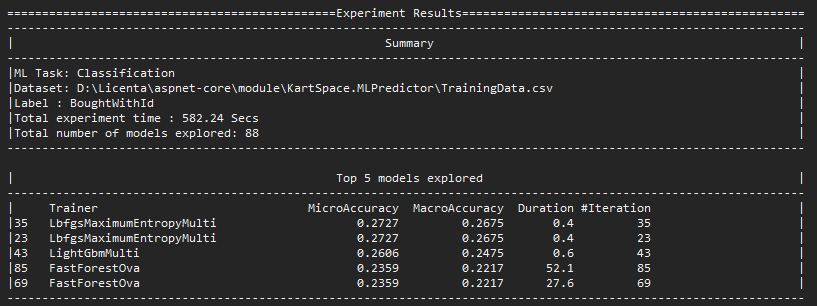 ===============================================Experiment Results=================================================
------------------------------------------------------------------------------------------------------------------
|                                                     Summary                                                    |
------------------------------------------------------------------------------------------------------------------
|ML Task: Classification                                                                                         |
|Dataset: D:\Licenta\aspnet-core\module\KartSpace.MLPredictor\TrainingData.csv                                   |
|Label : BoughtWithId                                                                                            |
|Total experiment time : 582.24 Secs                                                                             |
|Total number of models explored: 88                                                                             |
------------------------------------------------------------------------------------------------------------------
|                                              Top 5 models explored                                             |
------------------------------------------------------------------------------------------------------------------
|     Trainer                              MicroAccuracy  MacroAccuracy  Duration #Iteration                     |
|35   LbfgsMaximumEntropyMulti                    0.2727         0.2675       0.4         35                     |
|23   LbfgsMaximumEntropyMulti                    0.2727         0.2675       0.4         23                     |
|43   LightGbmMulti                               0.2606         0.2475       0.6         43                     |
|85   FastForestOva                               0.2359         0.2217      52.1         85                     |
|69   FastForestOva                               0.2359         0.2217      27.6         69                     |
------------------------------------------------------------------------------------------------------------------